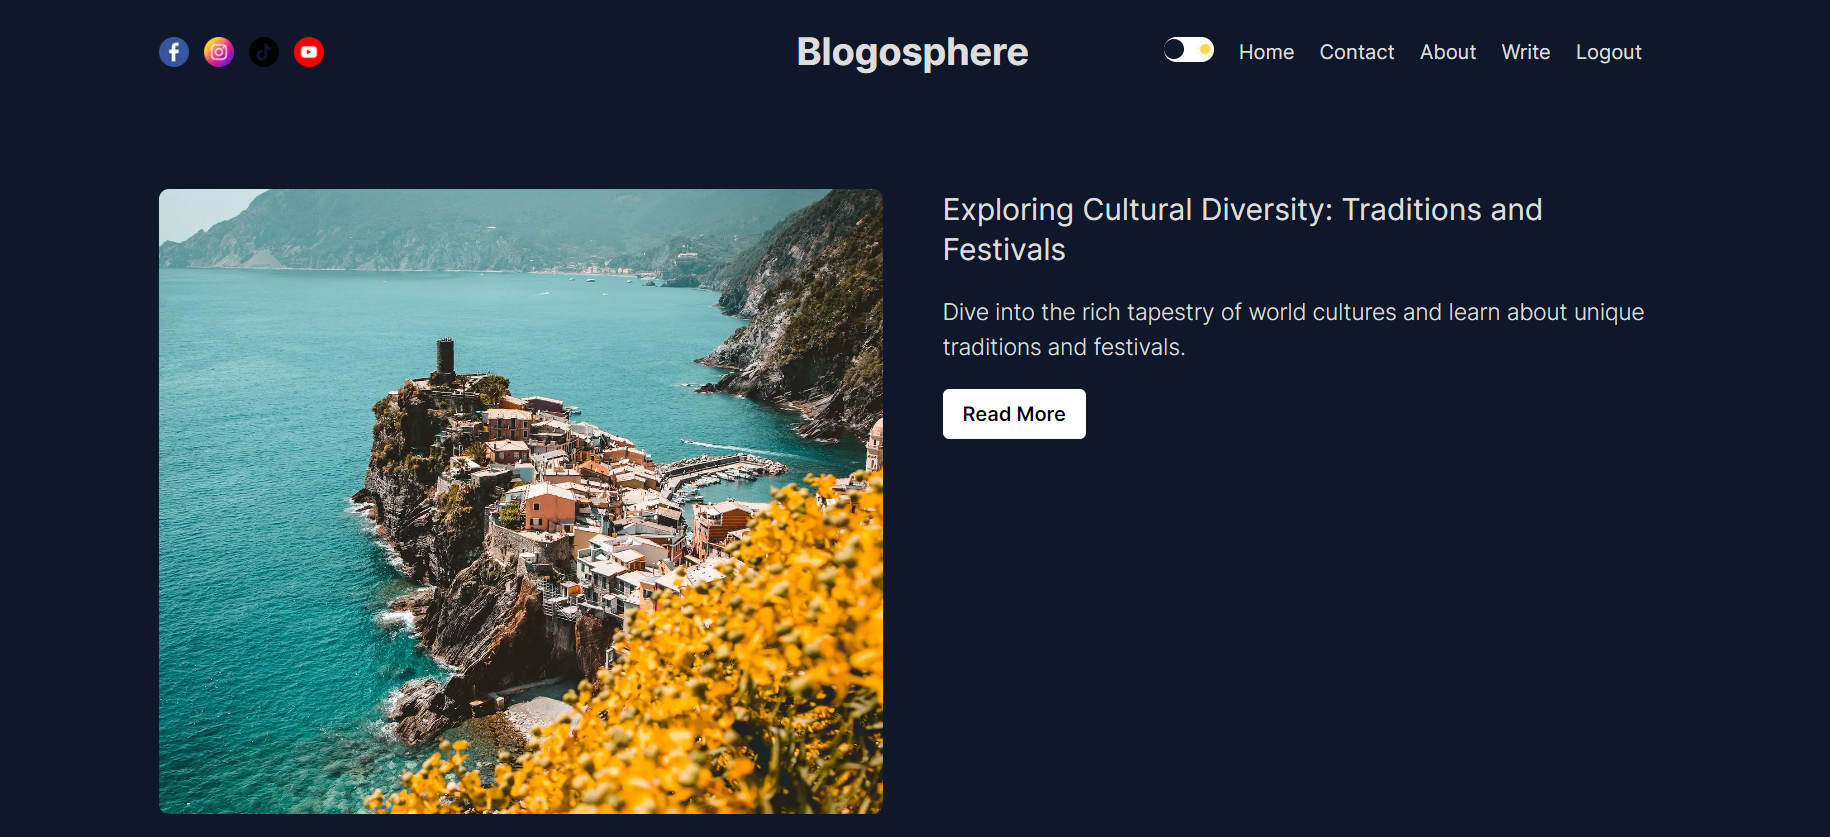 Blogosphere
Home Contact About Write Logout
Exploring Cultural Diversity: Traditions and
Festivals
Dive into the rich tapestry of world cultures and learn about unique
traditions and festivals.
Read More